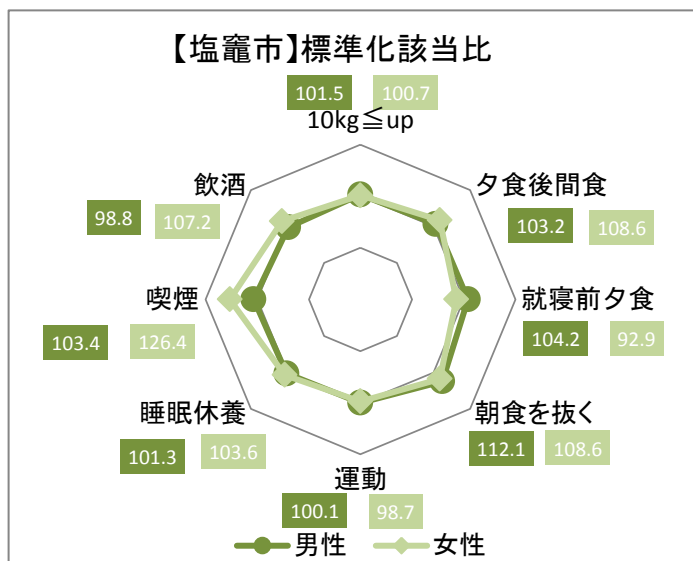 【塩竈市】標準化該当比
101.5 100.7
10kg≦up
夕食後間食
103.2 108.6
就寝前夕食
104.2 92.9
朝食を抜く
112.1 108.6
運動
100.1 98.7
睡眠休養
101.3 103.6
喫煙
103.4 126.4
飲酒
98.8 107.2
男性 女性